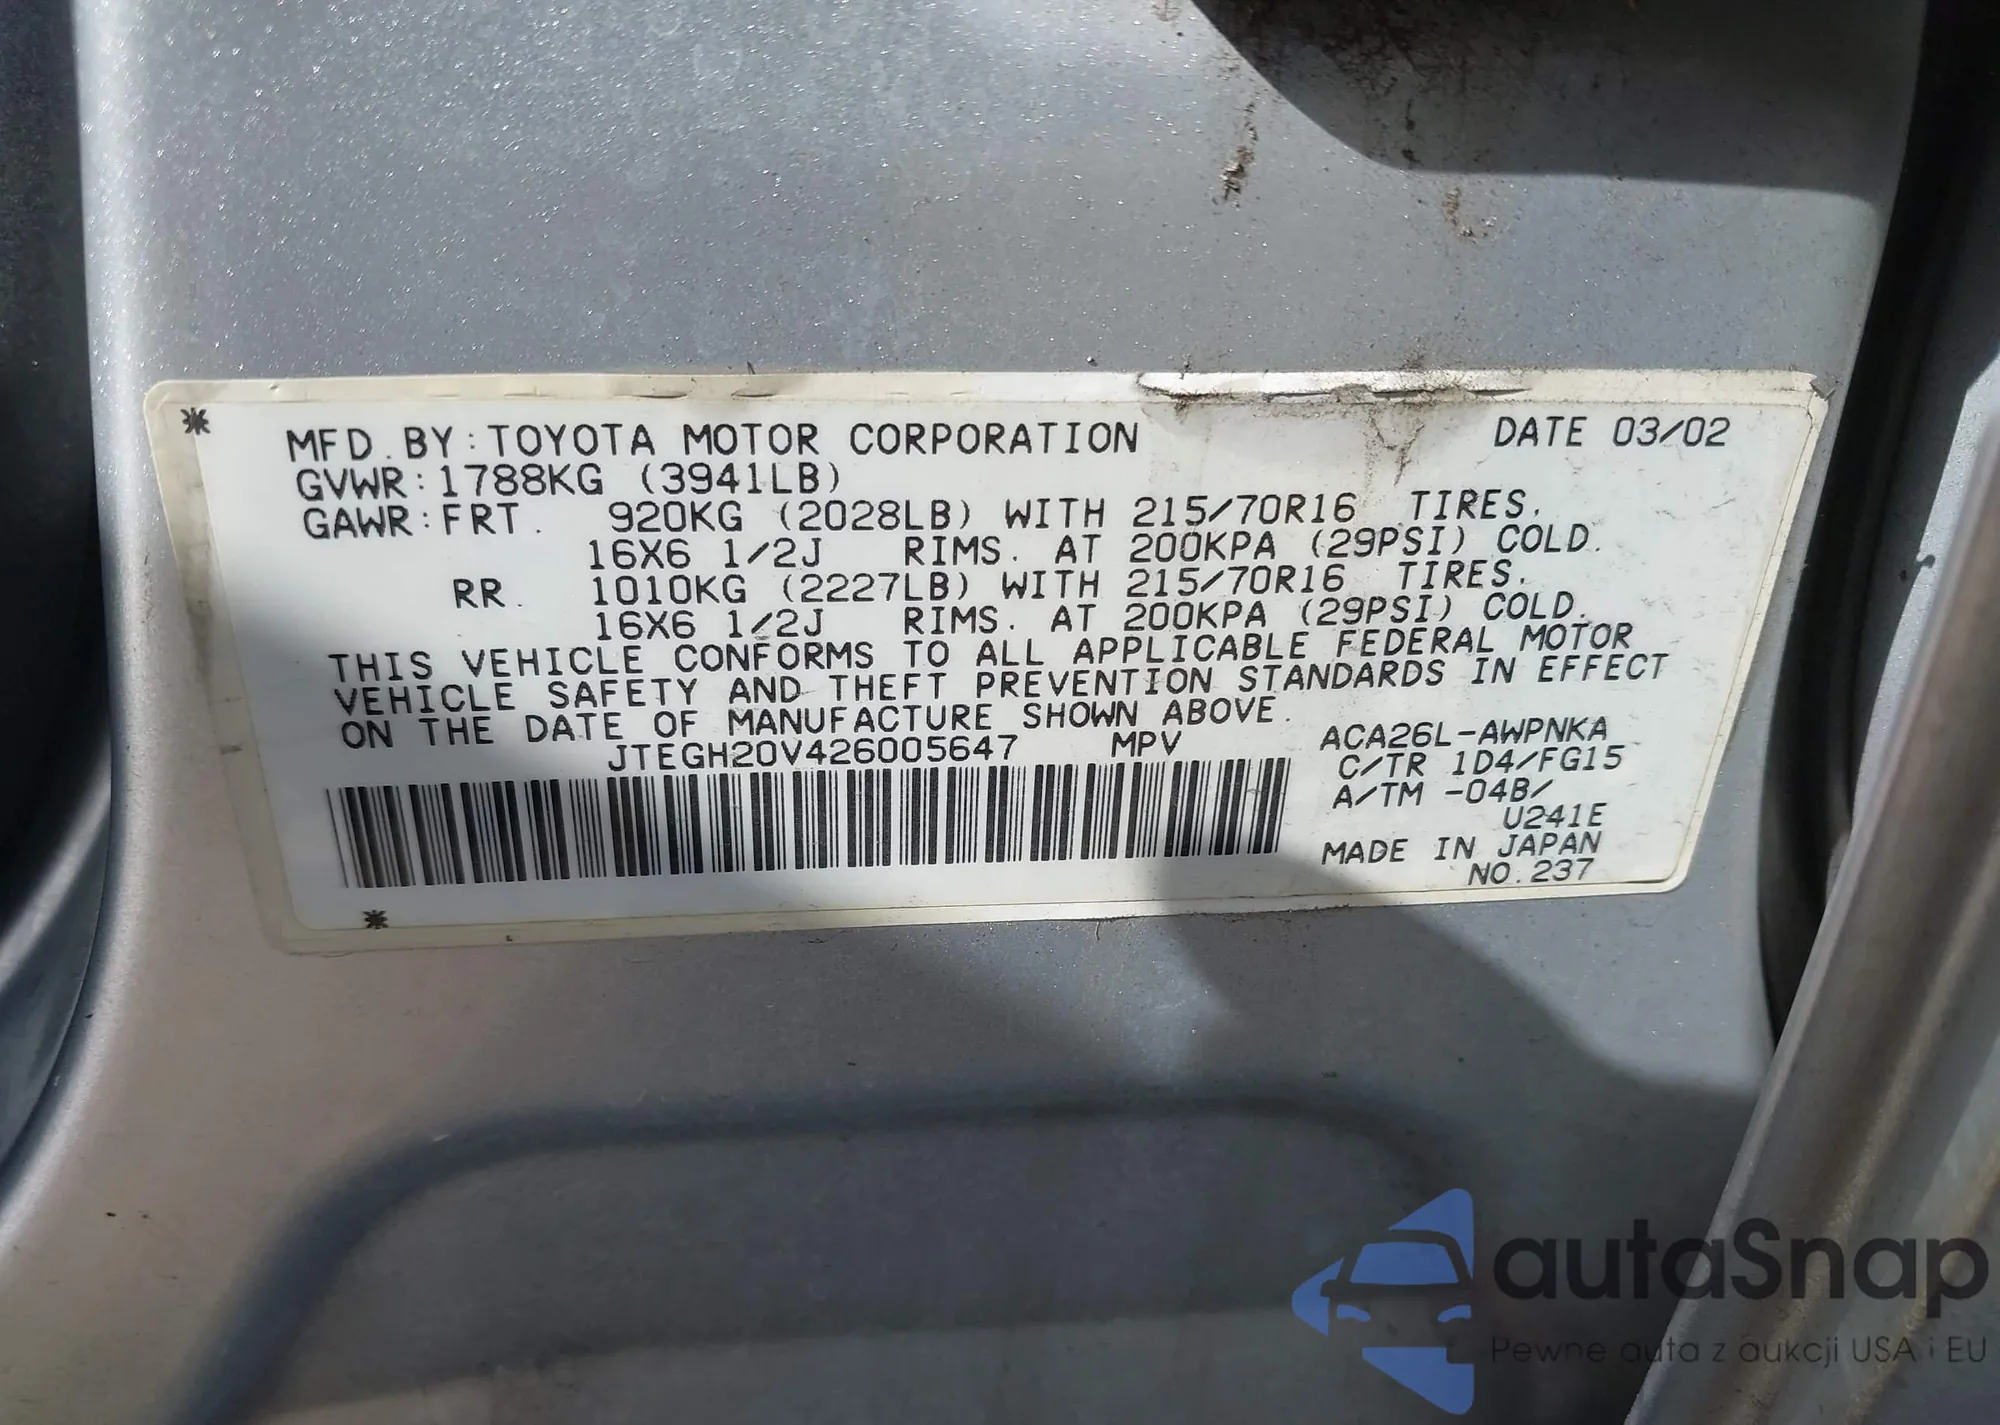 MFD. BY: TOYOTA MOTOR CORPORATION DATE 03/02
GVWR: 1788KG (3941LB)
GAWR: FRT. 920KG (2028LB) WITH 215/70R16 TIRES.
16X6 1/2J RIMS. AT 200KPA (29PSI) COLD.
RR. 1010KG (2227LB) WITH 215/70R16 TIRES.
16X6 1/2J RIMS. AT 200KPA (29PSI) COLD.
THIS VEHICLE CONFORMS TO ALL APPLICABLE FEDERAL MOTOR
VEHICLE SAFETY AND THEFT PREVENTION STANDARDS IN EFFECT
ON THE DATE OF MANUFACTURE SHOWN ABOVE.
JTEGH20V426005647 MPV ACA26L-AWPNKA
C/TR 1D4/FG15
A/TM -04B/
U241E
MADE IN JAPAN
NO.237
autaSnap
Pewne auta z aukcji USA i EU